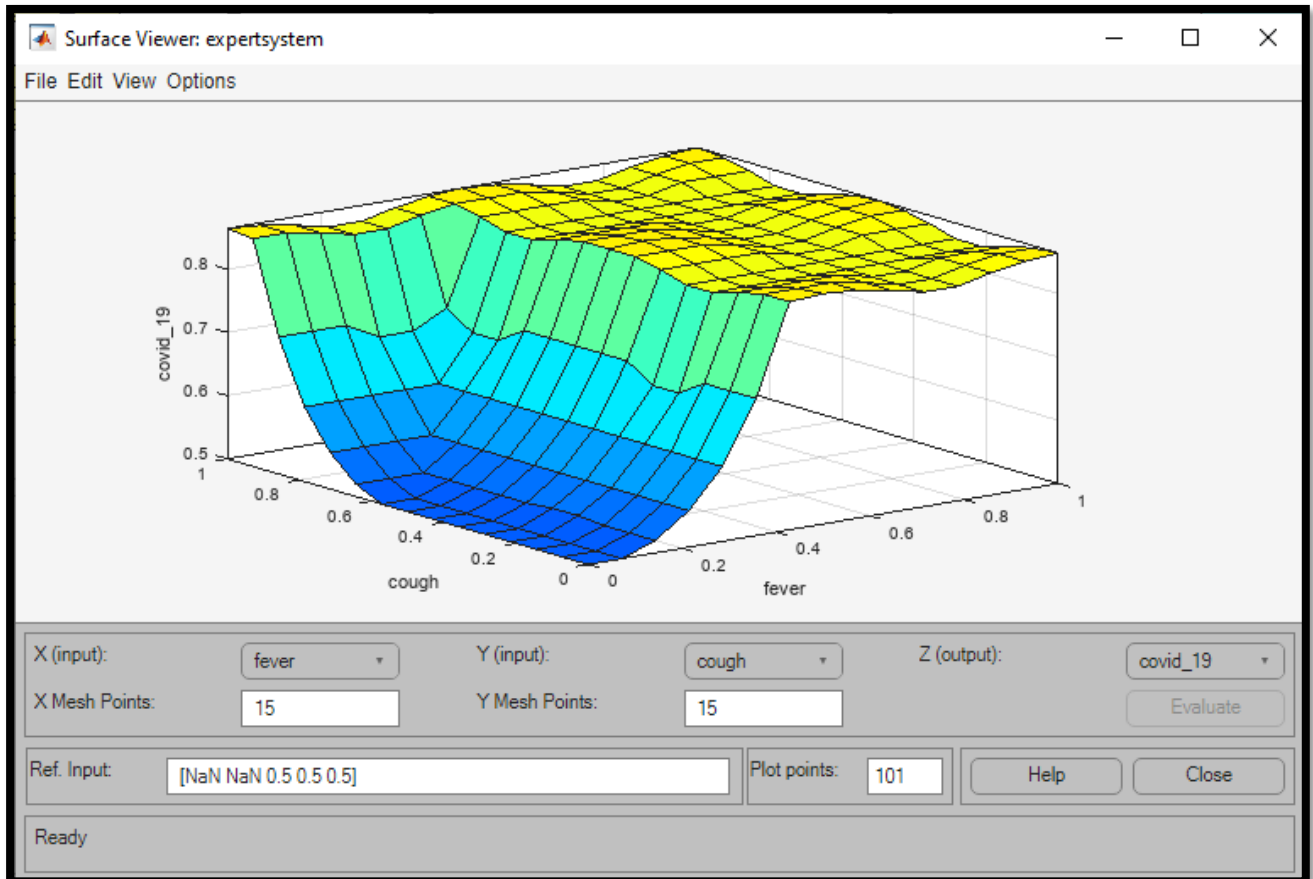 Surface Viewer: expertsystem
File Edit View Options
covid_19
0.8
0.7
0.6
0.5
1
0.8
0.6
0.4
0.2
0
cough
0
0.2
0.4
0.6
0.8
1
fever
X (input): fever Y (input): cough Z (output): covid_19
X Mesh Points: 15 Y Mesh Points: 15 Evaluate
Ref. Input: [NaN NaN 0.5 0.5 0.5] Plot points: 101 Help Close
Ready